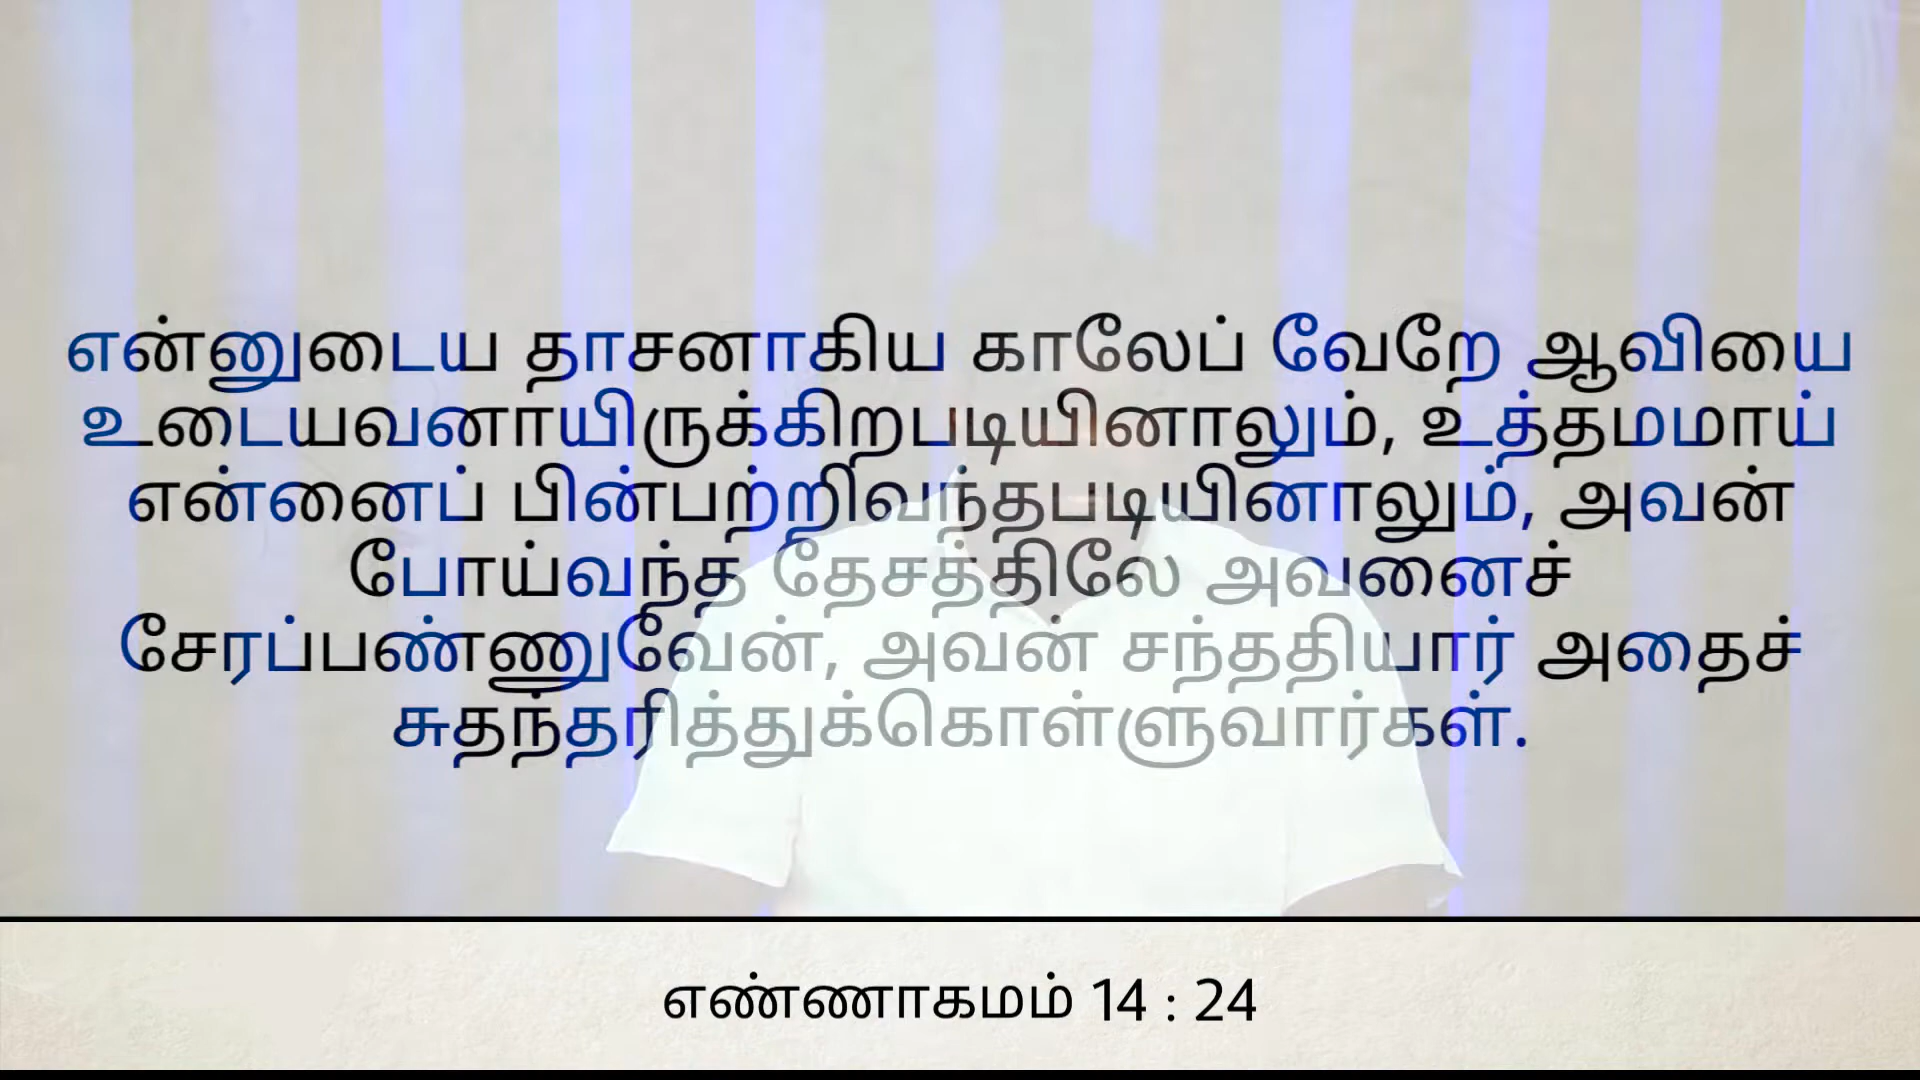 என்னுடைய தாசனாகிய காலேப் வேறே ஆவியை
உடையவனாயிருக்கிறபடியினாலும், உத்தமமாய்
என்னைப் பின்பற்றிவந்தபடியினாலும், அவன்
போய்வந்த தேசத்திலே அவனைச்
சேரப்பண்ணுவேன், அவன் சந்ததியார் அதைச்
சுதந்தரித்துக்கொள்ளுவார்கள்.
எண்ணாகமம் 14 : 24